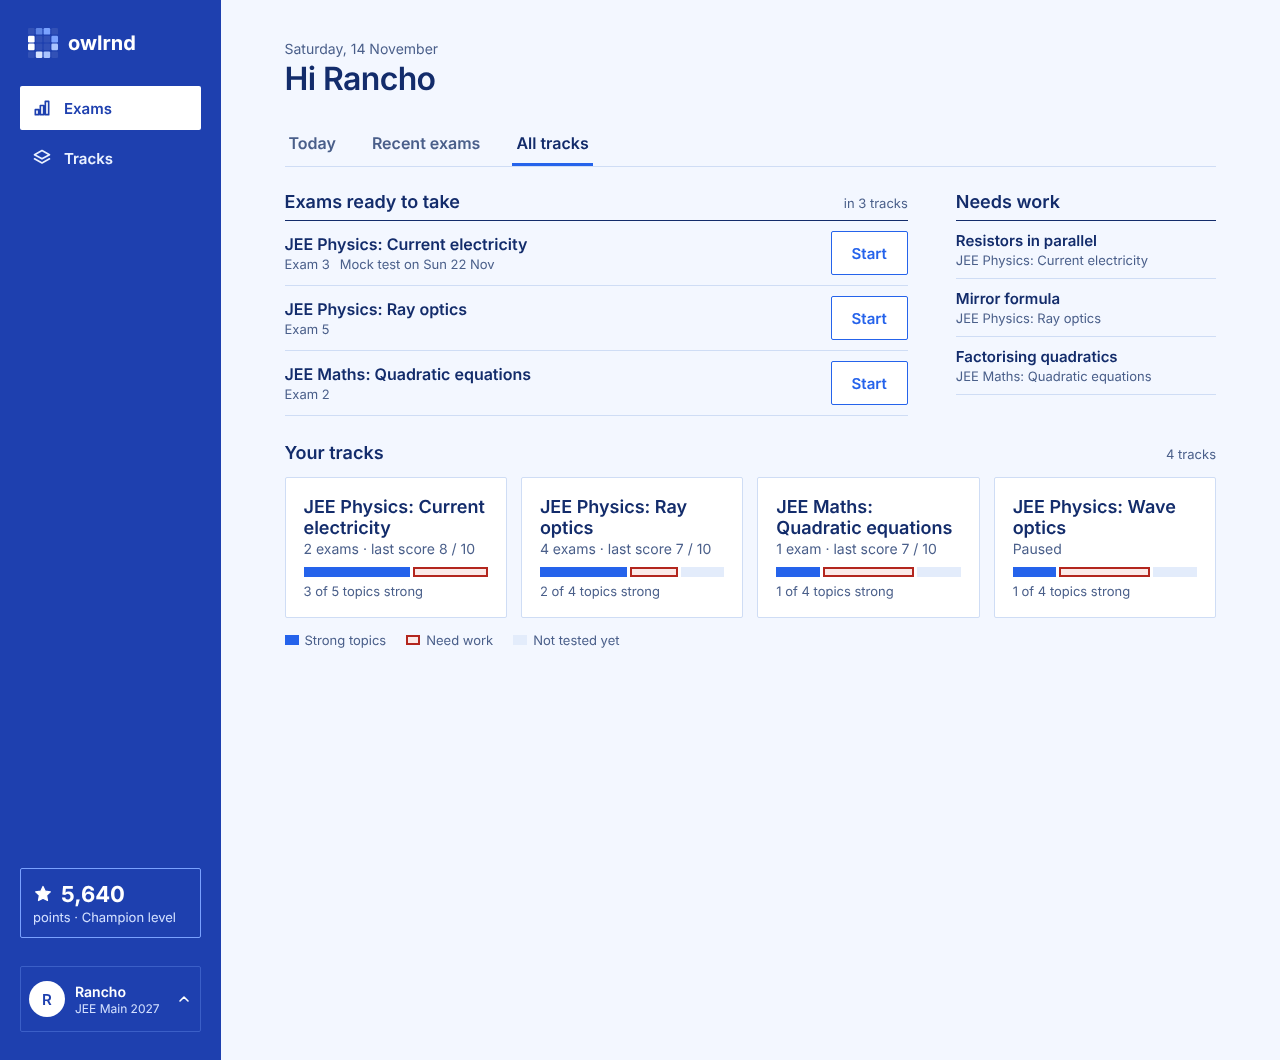 owlrnd
Exams
Tracks
5,640
points · Champion level
R
Rancho
JEE Main 2027
Saturday, 14 November
Hi Rancho
Today
Recent exams
All tracks
Exams ready to take
in 3 tracks
JEE Physics: Current electricity
Exam 3 Mock test on Sun 22 Nov
Start
JEE Physics: Ray optics
Exam 5
Start
JEE Maths: Quadratic equations
Exam 2
Start
Needs work
Resistors in parallel
JEE Physics: Current electricity
Mirror formula
JEE Physics: Ray optics
Factorising quadratics
JEE Maths: Quadratic equations
Your tracks
4 tracks
JEE Physics: Current
electricity
2 exams · last score 8 / 10
3 of 5 topics strong
JEE Physics: Ray
optics
4 exams · last score 7 / 10
2 of 4 topics strong
JEE Maths:
Quadratic equations
1 exam · last score 7 / 10
1 of 4 topics strong
JEE Physics: Wave
optics
Paused
1 of 4 topics strong
Strong topics
Need work
Not tested yet